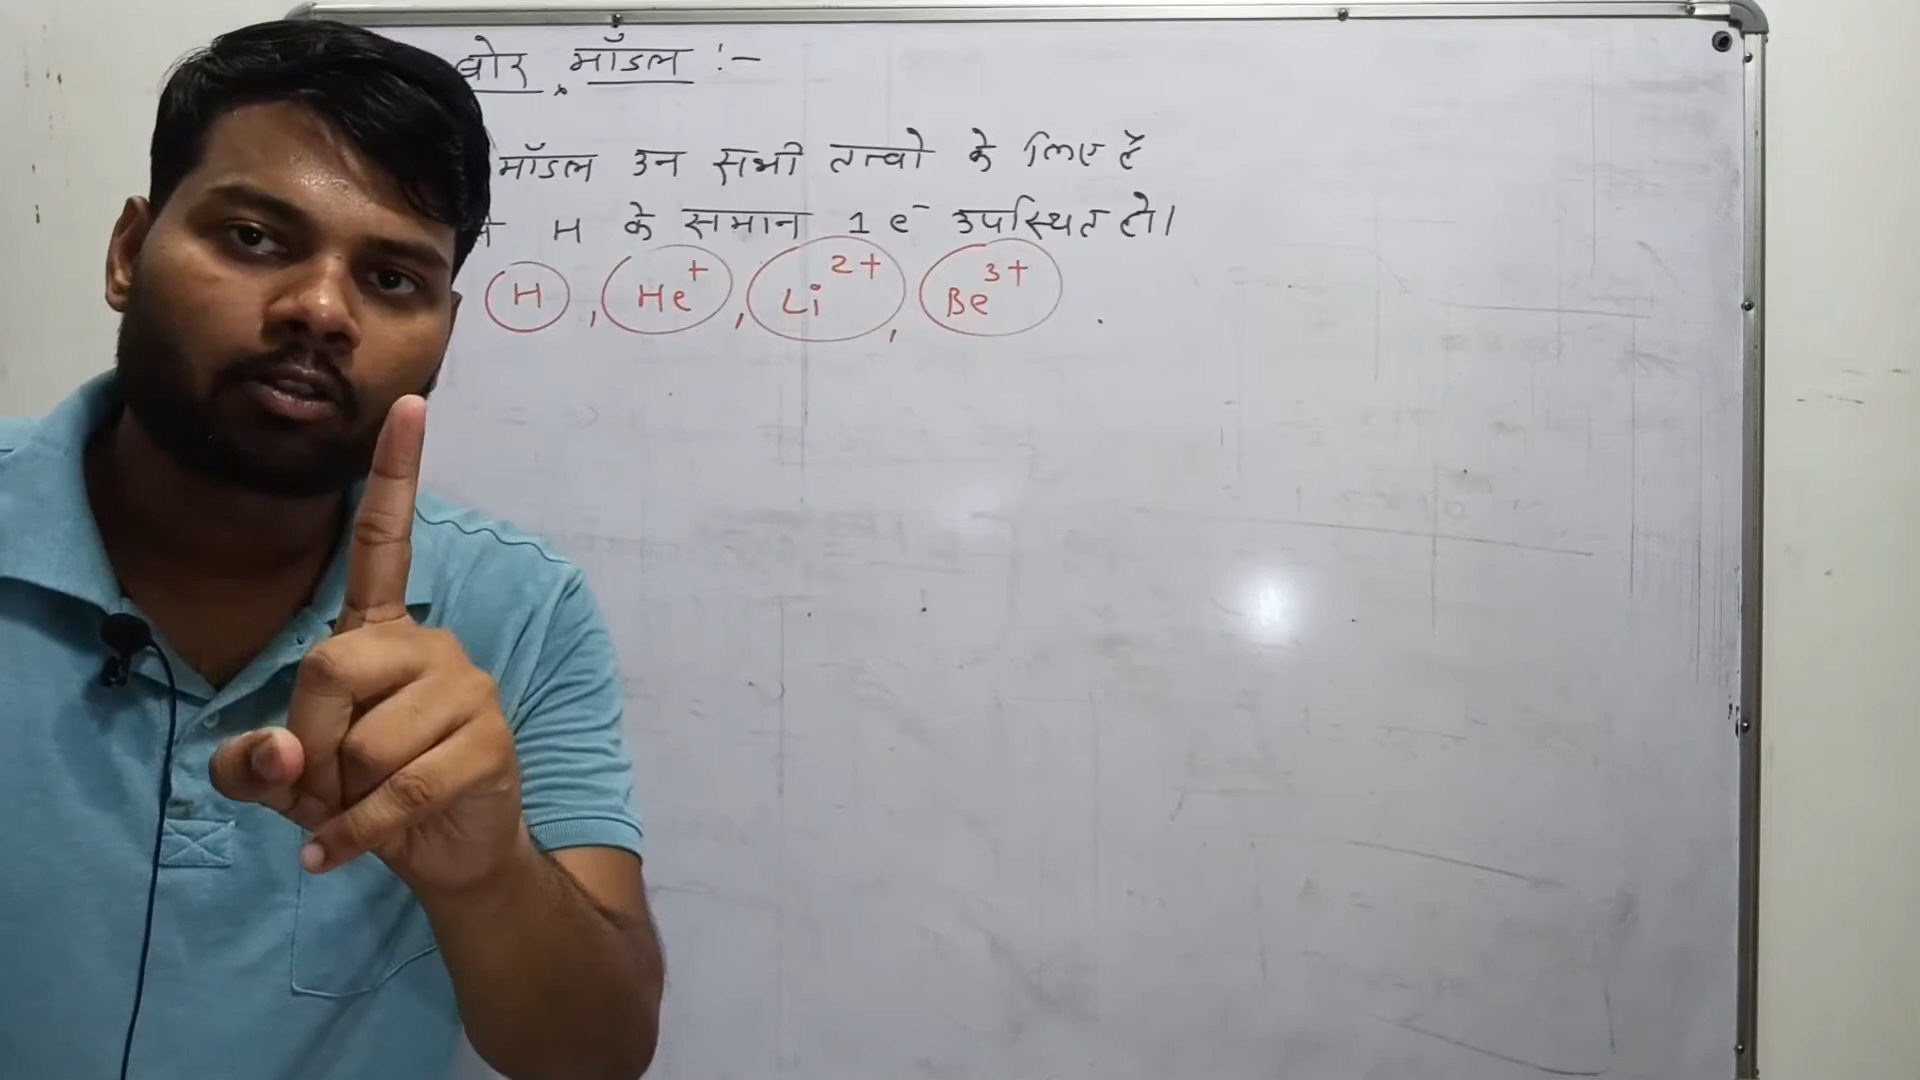 बोर मॉडल :-
मॉडल उन सभी तत्वो के लिए है
H के समान 1 e⁻ उपस्थित हो।
H , He⁺ , Li²⁺ , Be³⁺